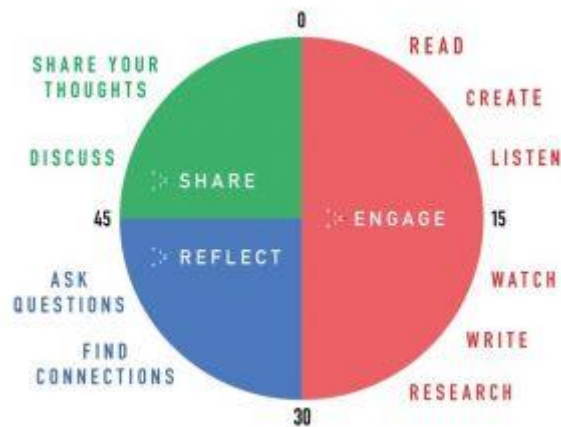 0
READ
SHARE YOUR
THOUGHTS
CREATE
DISCUSS
LISTEN
SHARE
45
ENGAGE
15
REFLECT
ASK
QUESTIONS
WATCH
FIND
CONNECTIONS
WRITE
RESEARCH
30